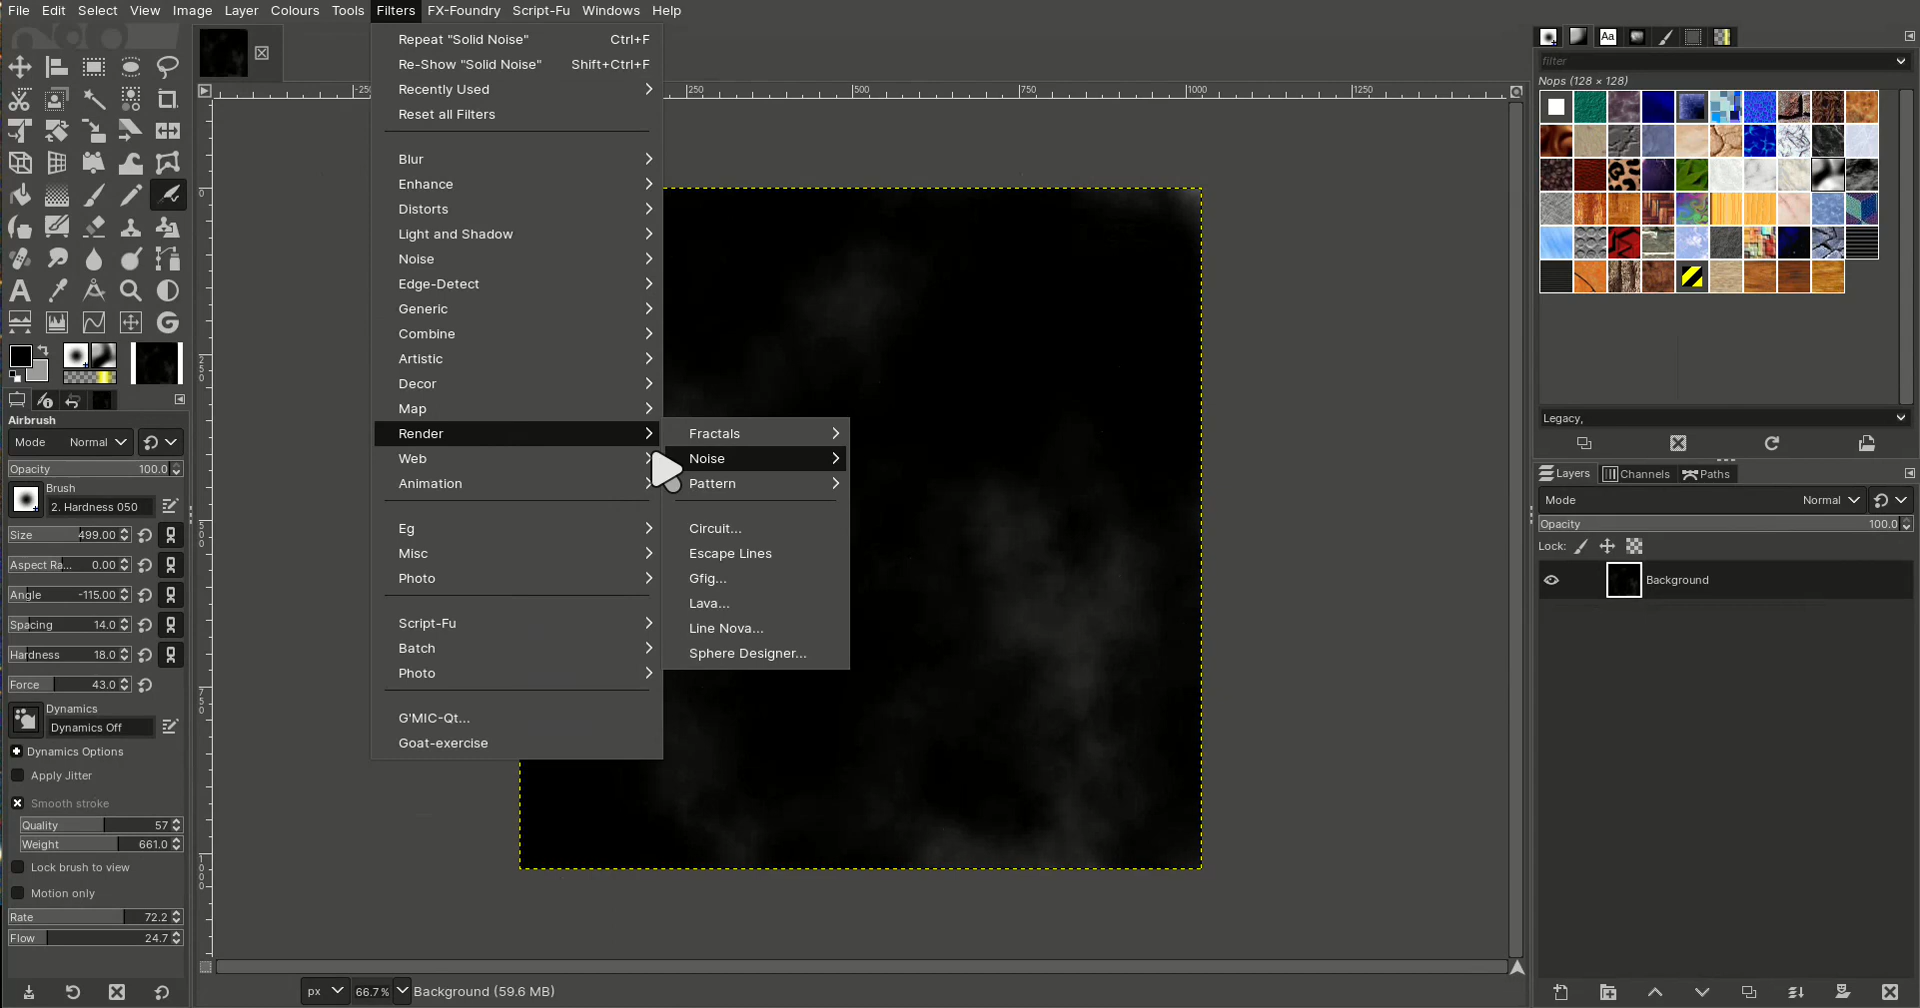 File Edit Select View Image Layer Colours Tools Filters FX-Foundry Script-Fu Windows Help
Repeat "Solid Noise" Ctrl+F
Re-Show "Solid Noise" Shift+Ctrl+F
Recently Used
Reset all Filters
Blur
Enhance
Distorts
Light and Shadow
Noise
Edge-Detect
Generic
Combine
Artistic
Decor
Map
Render
Web
Animation
Eg
Misc
Photo
Script-Fu
Batch
Photo
G'MIC-Qt...
Goat-exercise
Fractals
Noise
Pattern
Circuit...
Escape Lines
Gfig...
Lava...
Line Nova...
Sphere Designer...
250 500 750 1000 1250
0
250
500
750
1000
Airbrush
Mode Normal
Opacity 100.0
Brush
2. Hardness 050
Size 499.00
Aspect Ra... 0.00
Angle -115.00
Spacing 14.0
Hardness 18.0
Force 43.0
Dynamics
Dynamics Off
Dynamics Options
Apply Jitter
Smooth stroke
Quality 57
Weight 661.0
Lock brush to view
Motion only
Rate 72.2
Flow 24.7
px 66.7% Background (59.6 MB)
Aa
filter
Nops (128 × 128)
Legacy,
Layers Channels Paths
Mode Normal
Opacity 100.0
Lock:
Background